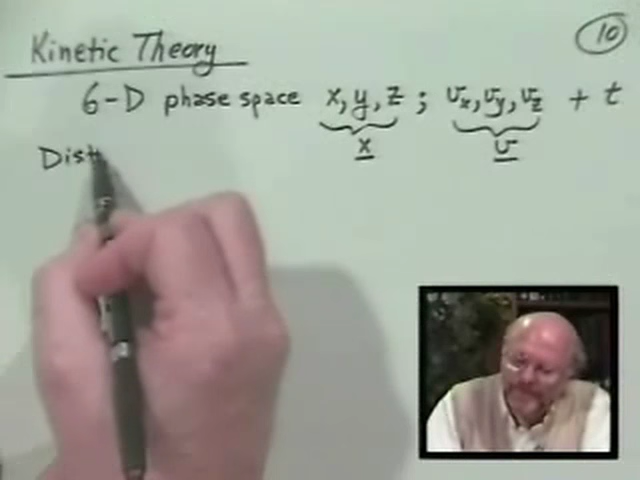 10
Kinetic Theory
6-D phase space x, y, z ; vx, vy, vz + t
x v
Dist